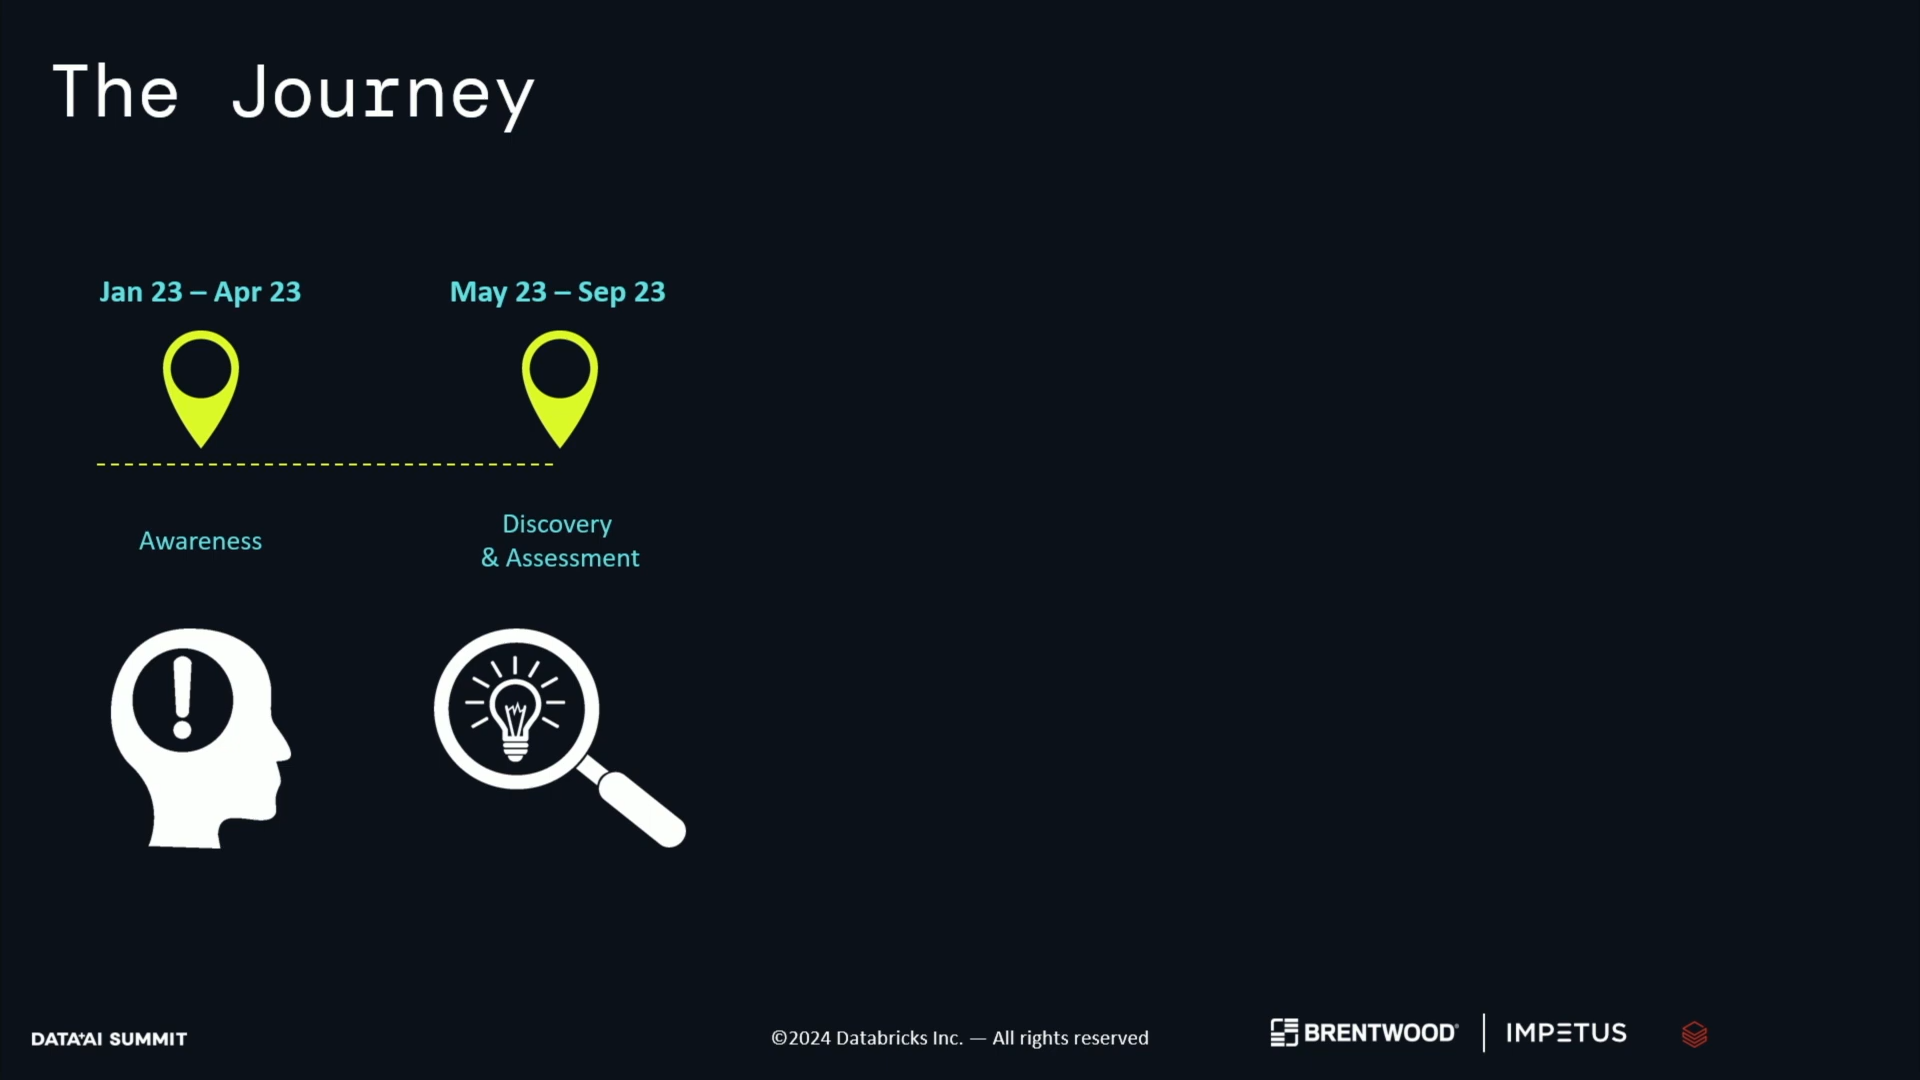 The Journey
Jan 23 – Apr 23
May 23 – Sep 23
Awareness
Discovery
& Assessment
!
DATA+AI SUMMIT
©2024 Databricks Inc. — All rights reserved
BRENTWOOD®
IMPETUS